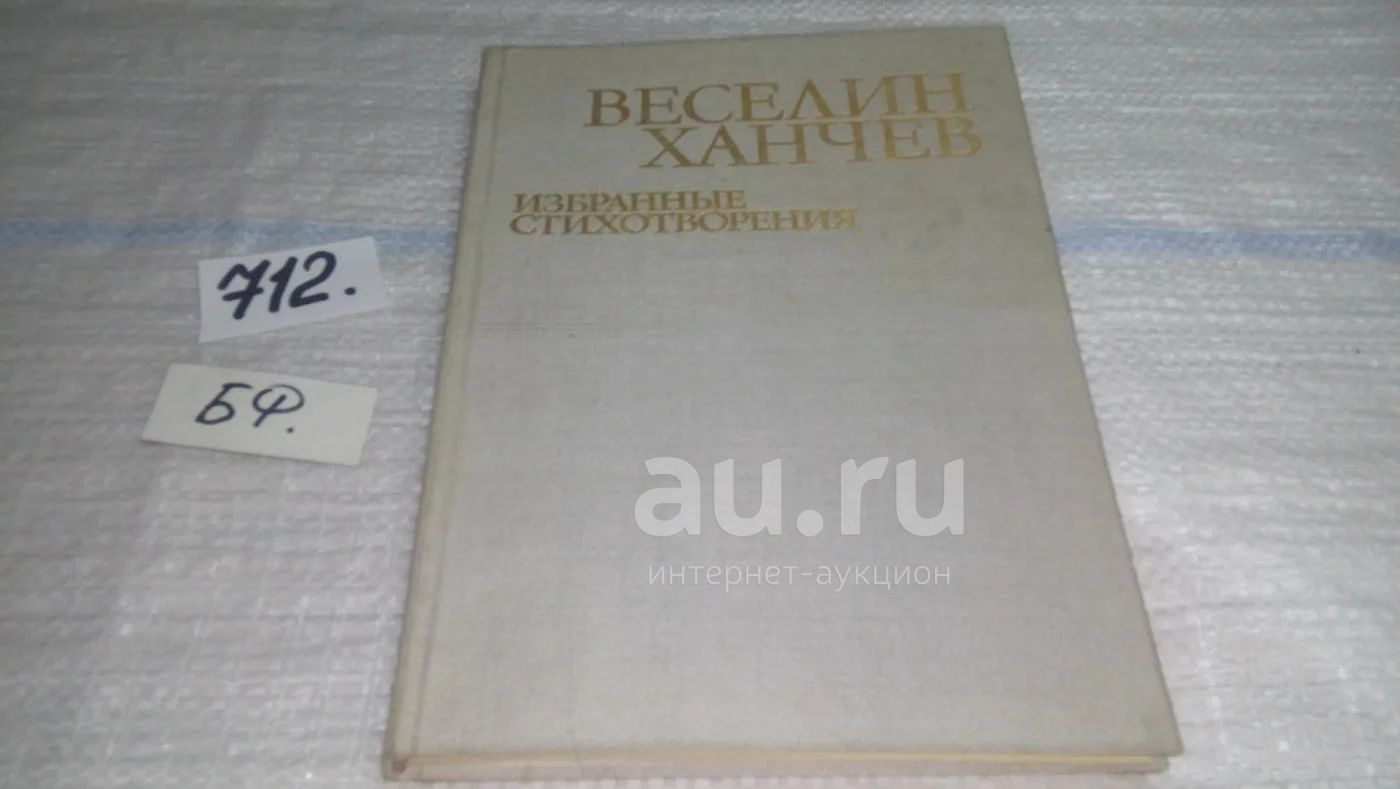 ВЕСЕЛИН
ХАНЧЕВ
ИЗБРАННЫЕ
СТИХОТВОРЕНИЯ
712.
БФ.
au.ru
интернет-аукцион